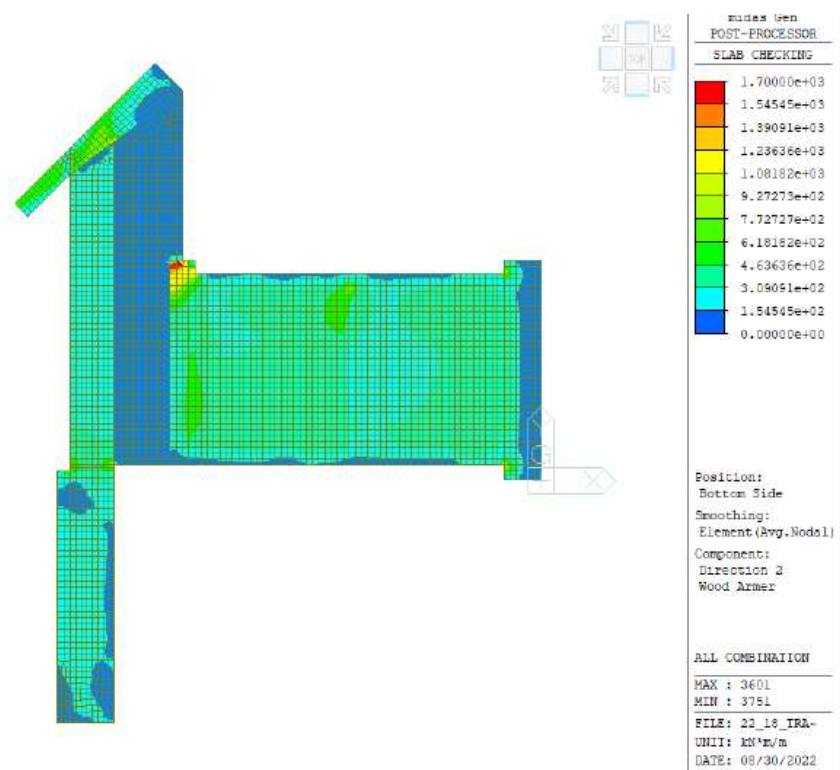 midas Gen
POST-PROCESSOR
SLAB CHECKING
1.70000e+03
1.54545e+03
1.39091e+03
1.23636e+03
1.08182e+03
9.27273e+02
7.72727e+02
6.18182e+02
4.63636e+02
3.09091e+02
1.54545e+02
0.00000e+00
TOP
X
Position:
Bottom Side
Smoothing:
Element(Avg.Nodal)
Component:
Direction 2
Wood Armer
ALL COMBINATION
MAX : 3601
MIN : 3751
FILE: 22_18_TRA~
UNIT: kN*m/m
DATE: 08/30/2022